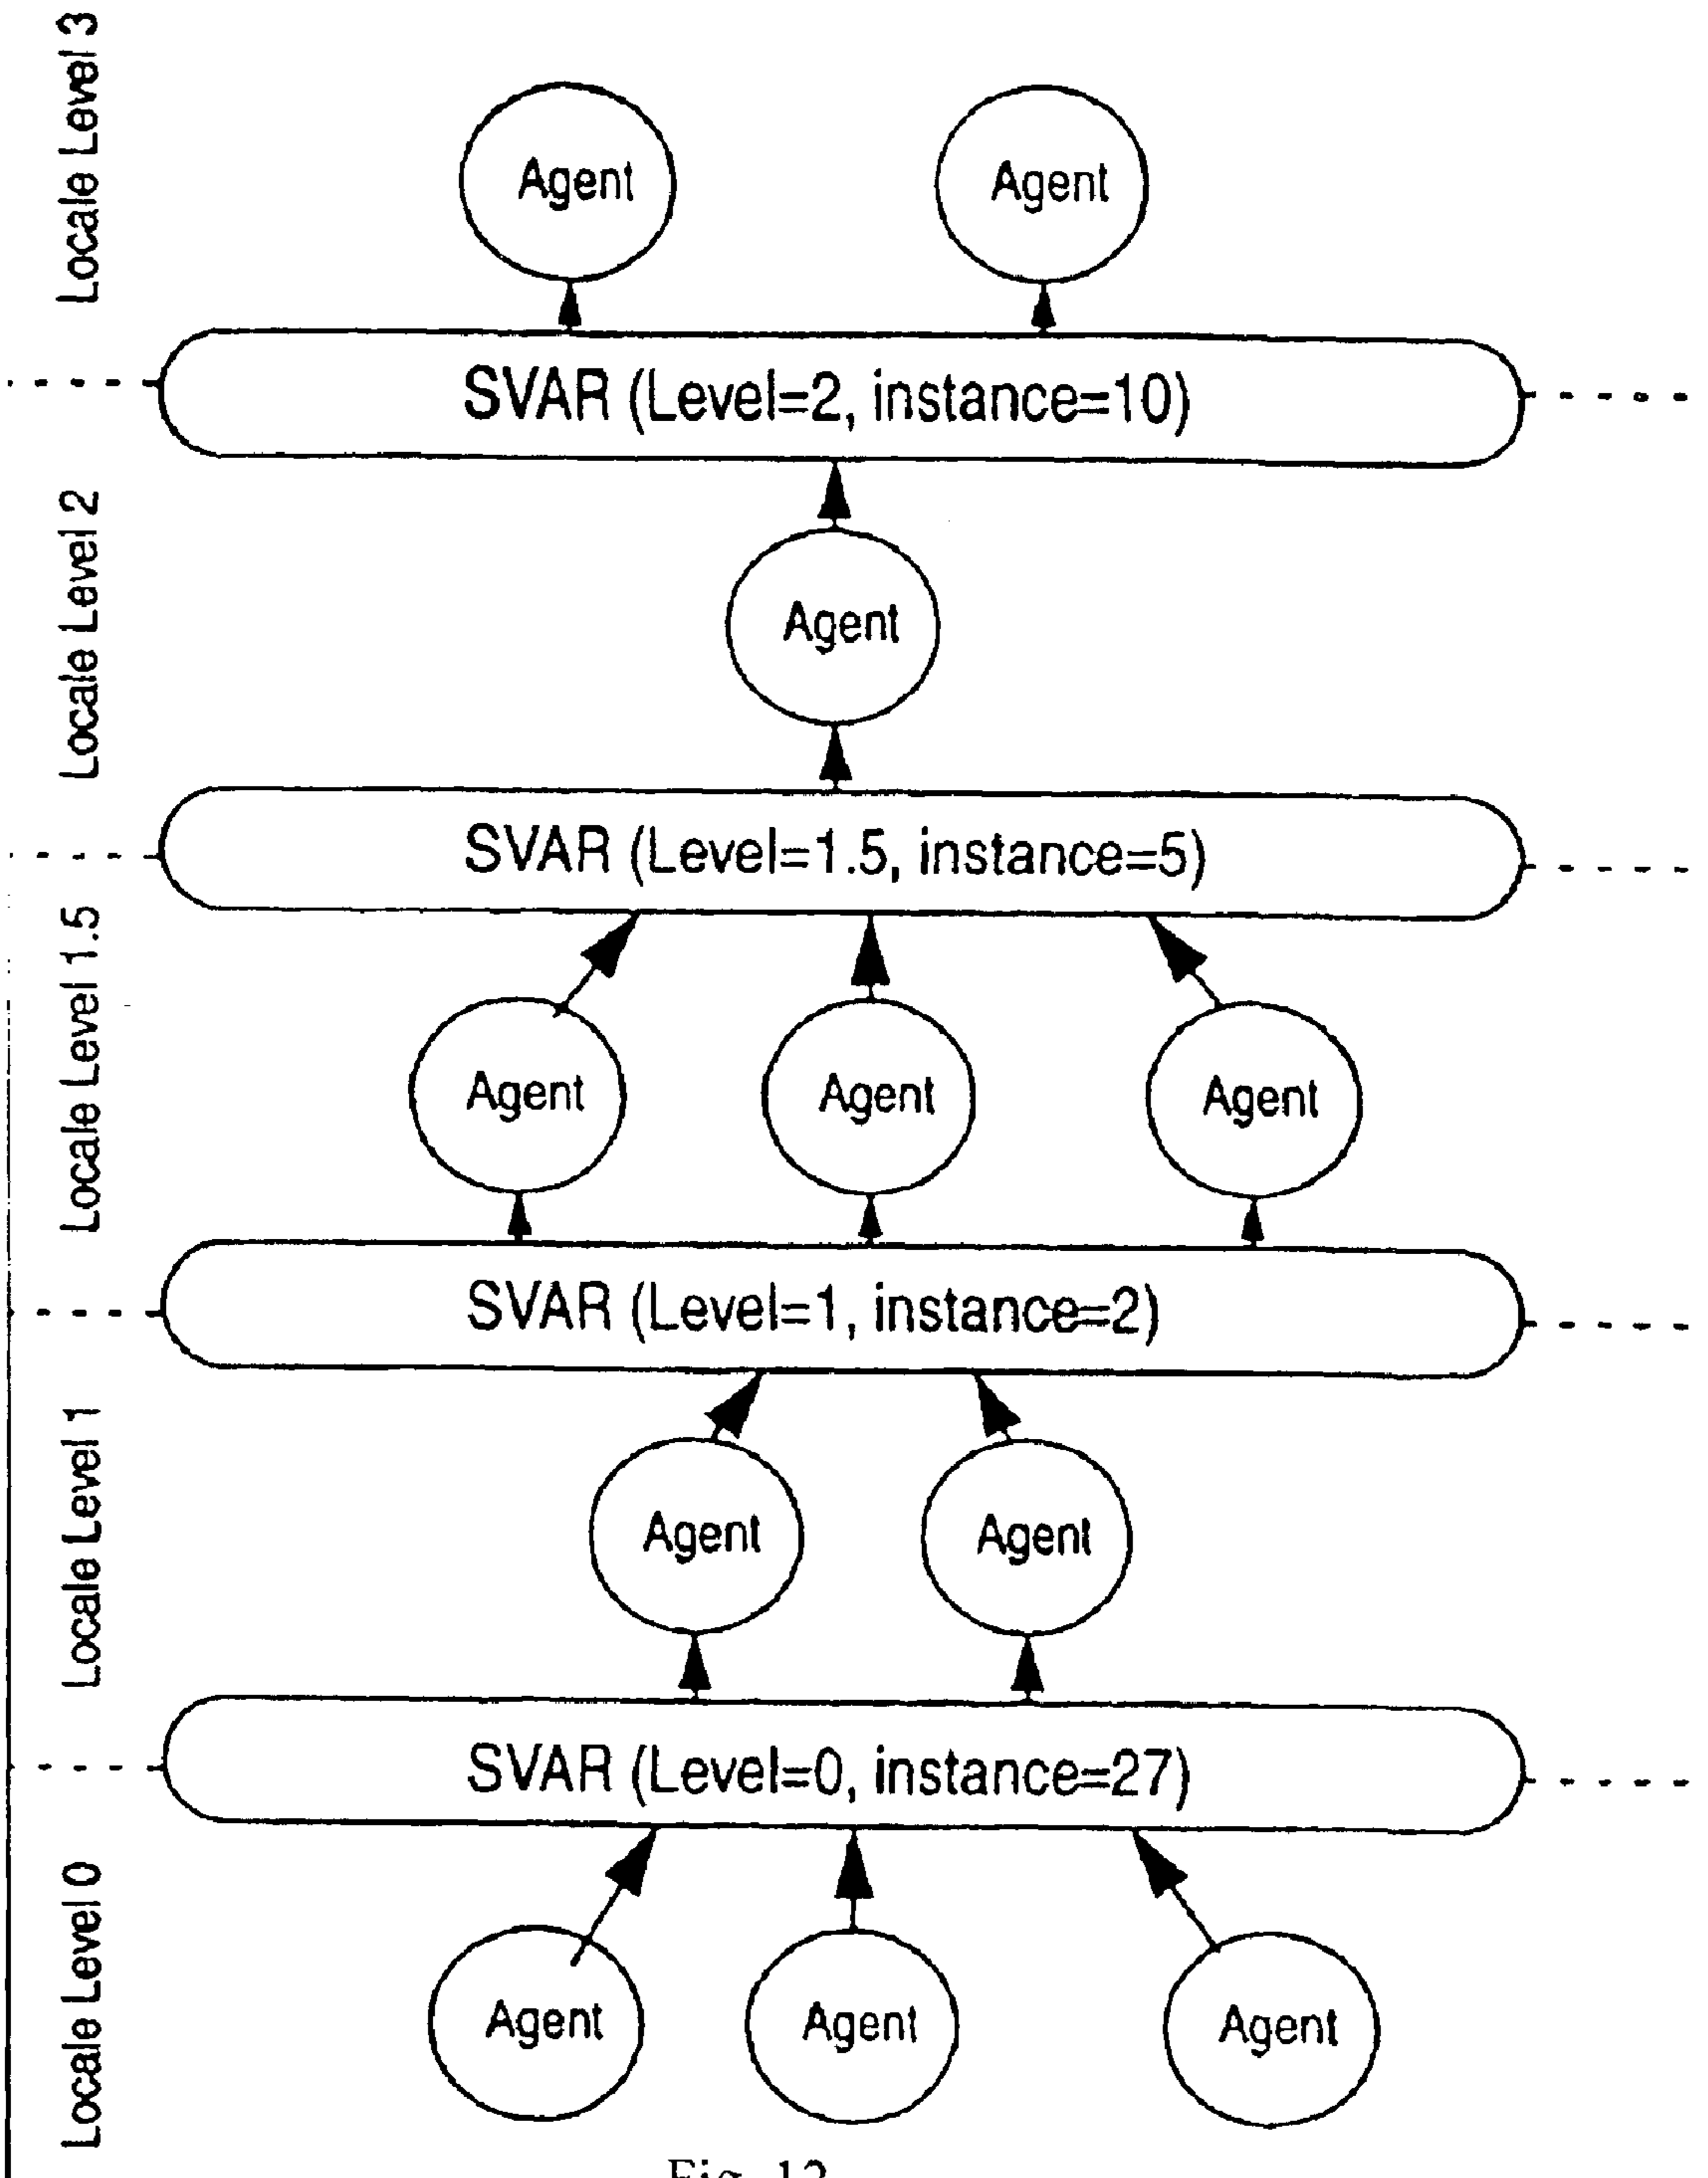 Locale Level 3
Agent
Agent
SVAR (Level=2, instance=10)
Locale Level 2
Agent
SVAR (Level=1.5, instance=5)
Locale Level 1.5
Agent
Agent
Agent
SVAR (Level=1, instance=2)
Locale Level 1
Agent
Agent
SVAR (Level=0, instance=27)
Locale Level 0
Agent
Agent
Agent